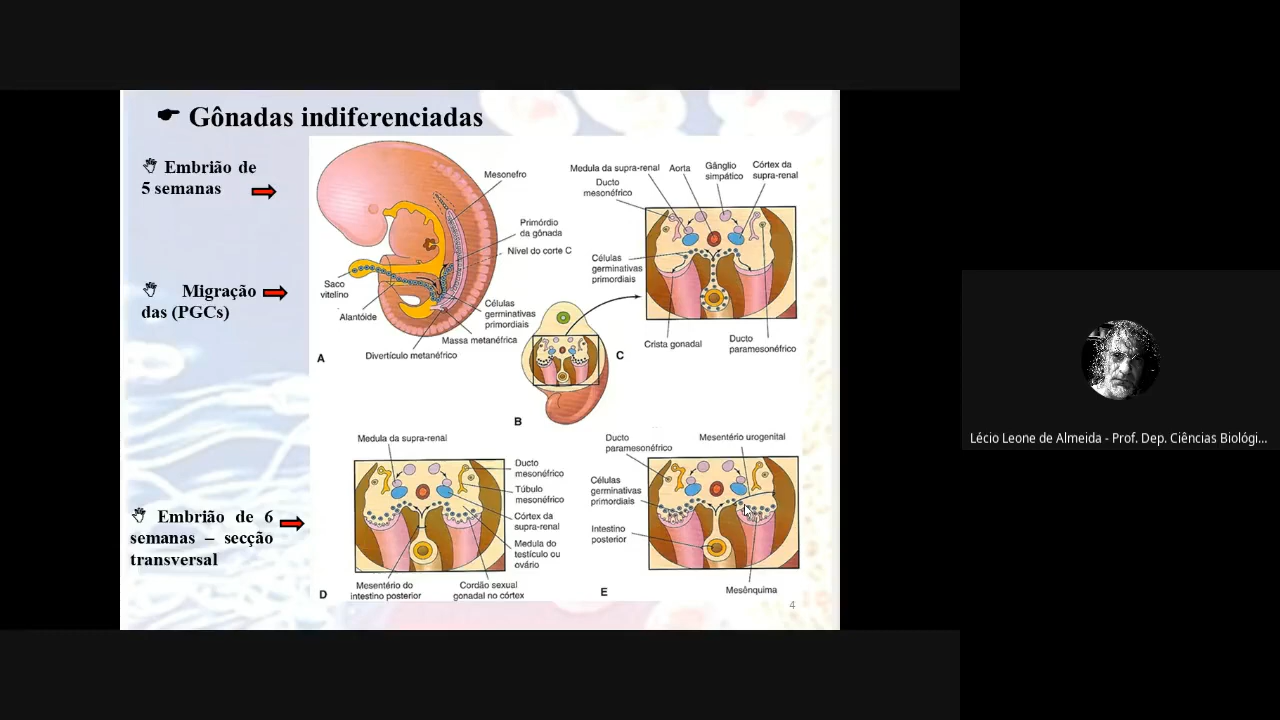 Gônadas indiferenciadas
Embrião de
5 semanas
Migração
das (PGCs)
Embrião de 6
semanas – secção
transversal
Mesonefro
Primórdio
da gônada
Nível do corte C
Saco
vitelino
Alantóide
Células
germinativas
primordiais
Massa metanéfrica
Divertículo metanéfrico
A
B
Medula da supra-renal
Aorta
Gânglio
simpático
Córtex da
supra-renal
Ducto
mesonéfrico
Células
germinativas
primordiais
Crista gonadal
Ducto
paramesonéfrico
C
Medula da supra-renal
Ducto
mesonéfrico
Túbulo
mesonéfrico
Córtex da
supra-renal
Medula do
testículo ou
ovário
Mesentério do
intestino posterior
Cordão sexual
gonadal no córtex
D
Ducto
paramesonéfrico
Mesentério urogenital
Células
germinativas
primordiais
Intestino
posterior
Mesênquima
E
4
Lécio Leone de Almeida - Prof. Dep. Ciências Biológi...